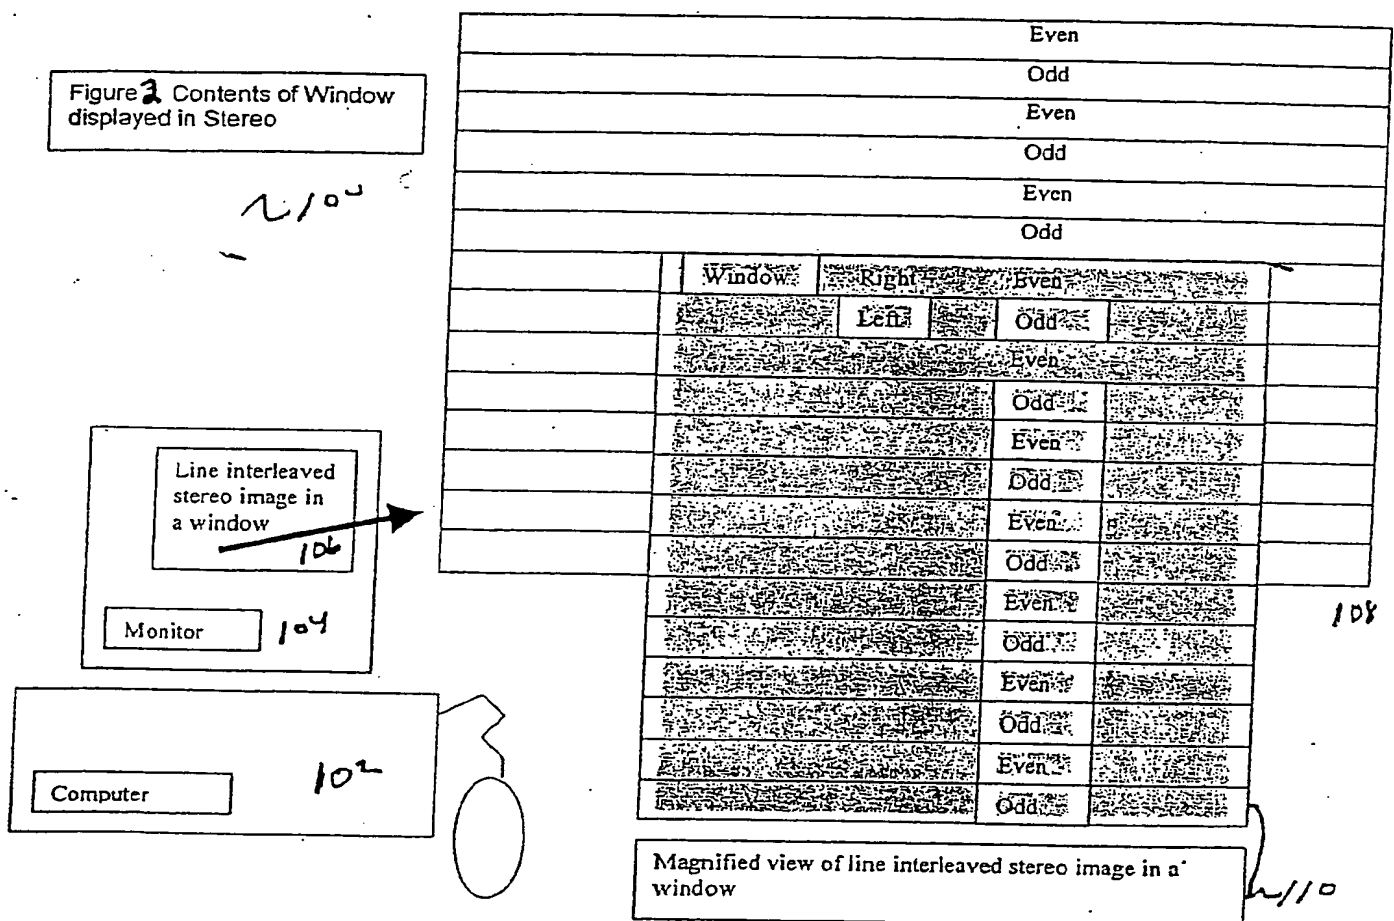 Figure 2 Contents of Window
displayed in Stereo
100
Even
Odd
Even
Odd
Even
Odd
Window Right Even
Left Odd
Even
Odd
Even
Odd
Even
Odd
Even
Odd
Even
Odd
Even
Odd
108
Line interleaved
stereo image in
a window
106
Monitor 104
Computer 102
Magnified view of line interleaved stereo image in a
window
110